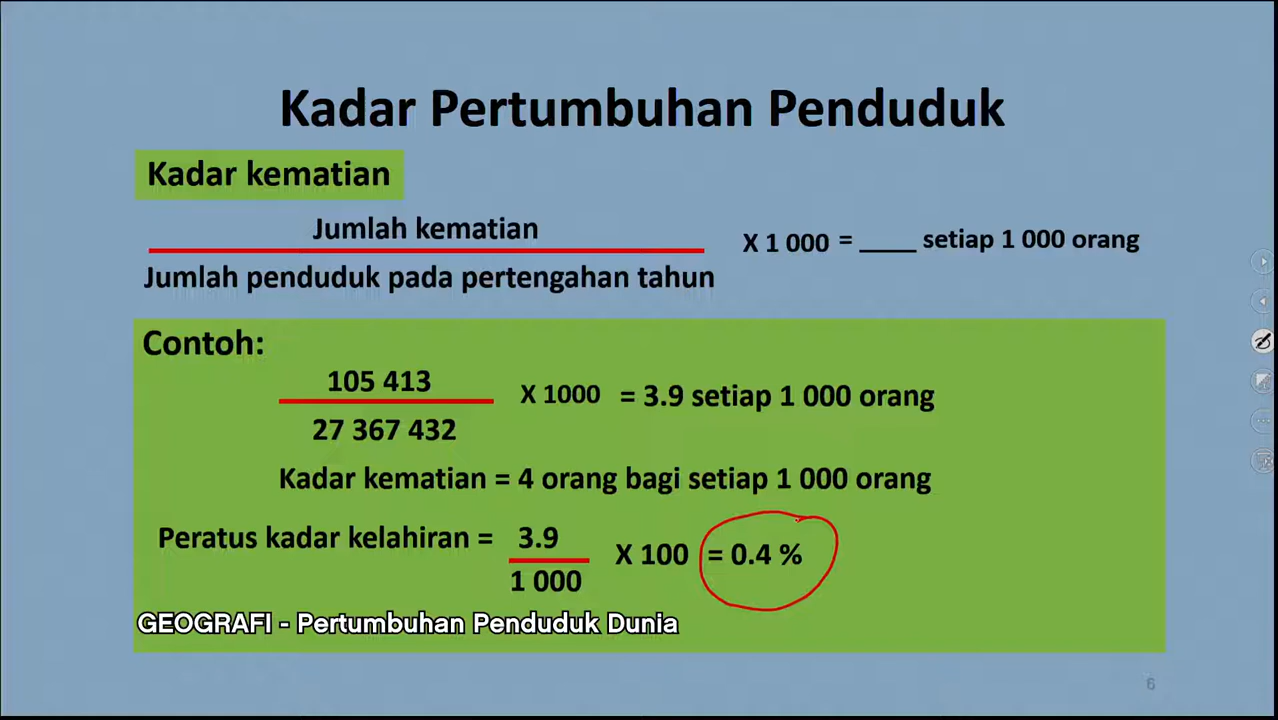 Kadar Pertumbuhan Penduduk
Kadar kematian
Jumlah kematian
Jumlah penduduk pada pertengahan tahun
X 1 000 = ____ setiap 1 000 orang
Contoh:
105 413
27 367 432
X 1000 = 3.9 setiap 1 000 orang
Kadar kematian = 4 orang bagi setiap 1 000 orang
Peratus kadar kelahiran = 3.9
1 000
X 100 = 0.4 %
GEOGRAFI - Pertumbuhan Penduduk Dunia
6